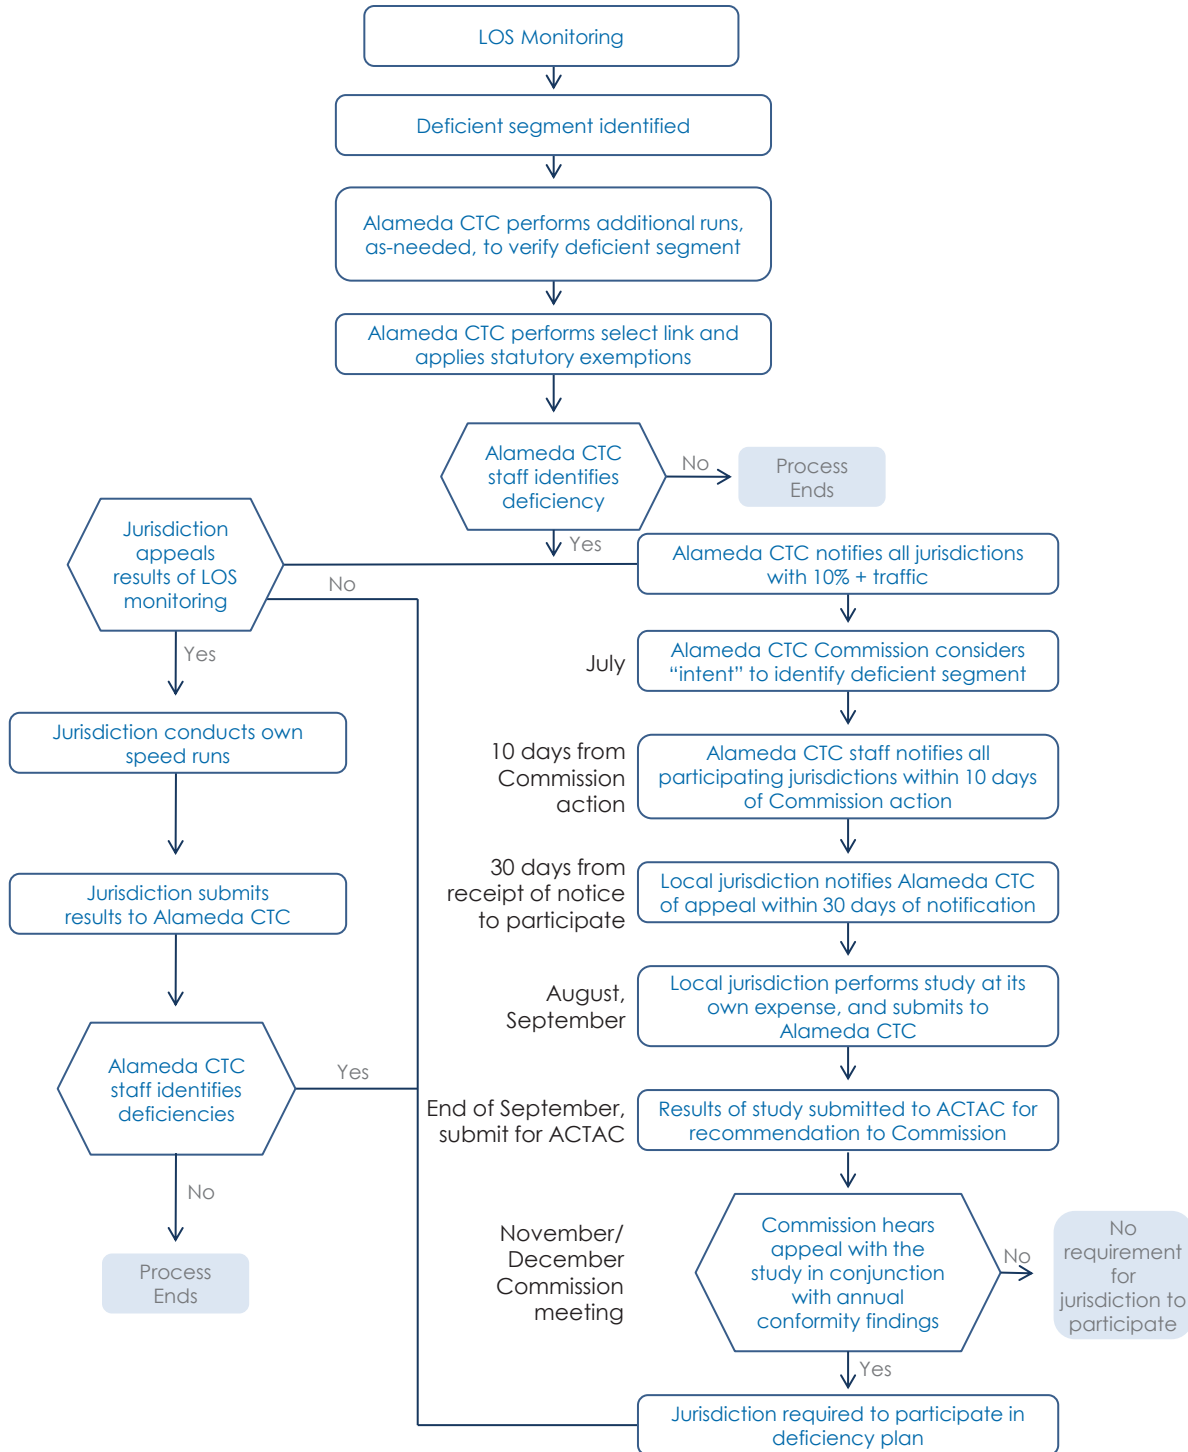 LOS Monitoring
Deficient segment identified
Alameda CTC performs additional runs,
as-needed, to verify deficient segment
Alameda CTC performs select link and
applies statutory exemptions
Alameda CTC
staff identifies
deficiency
No
Process
Ends
Yes
Jurisdiction
appeals
results of LOS
monitoring
No
Yes
Jurisdiction conducts own
speed runs
Jurisdiction submits
results to Alameda CTC
Alameda CTC
staff identifies
deficiencies
Yes
No
Process
Ends
Alameda CTC notifies all jurisdictions
with 10% + traffic
July
Alameda CTC Commission considers
“intent” to identify deficient segment
10 days from
Commission
action
Alameda CTC staff notifies all
participating jurisdictions within 10 days
of Commission action
30 days from
receipt of notice
to participate
Local jurisdiction notifies Alameda CTC
of appeal within 30 days of notification
August,
September
Local jurisdiction performs study at its
own expense, and submits to
Alameda CTC
End of September,
submit for ACTAC
Results of study submitted to ACTAC for
recommendation to Commission
November/
December
Commission
meeting
Commission hears
appeal with the
study in conjunction
with annual
conformity findings
No
No
requirement
for
jurisdiction to
participate
Yes
Jurisdiction required to participate in
deficiency plan